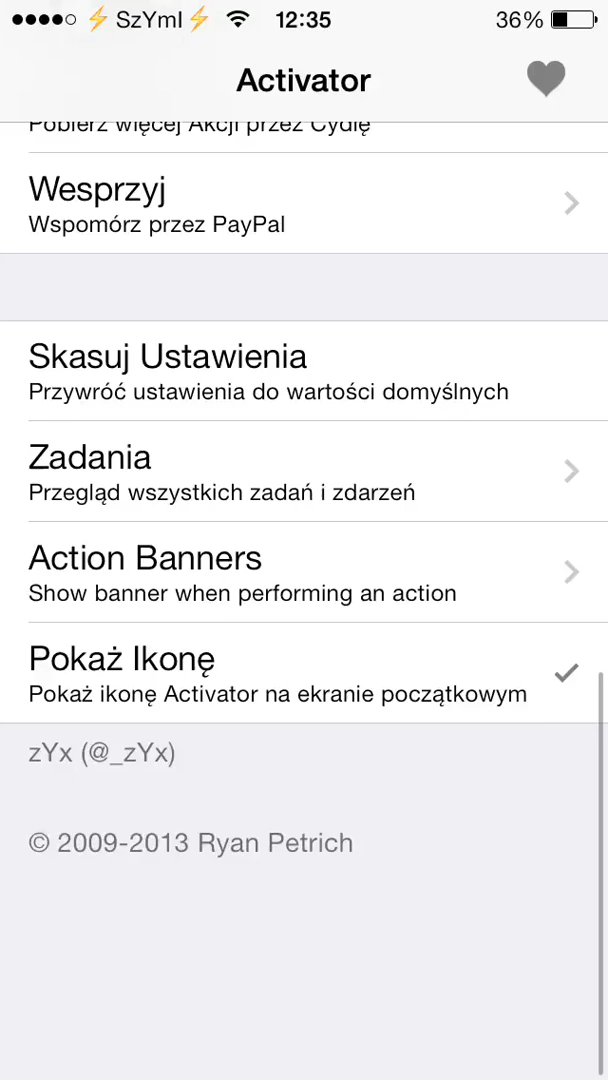 ⚡ SzYmI⚡ 12:35 36%
Activator
Pobierz więcej Akcji przez Cydię
Wesprzyj
Wspomórz przez PayPal
Skasuj Ustawienia
Przywróć ustawienia do wartości domyślnych
Zadania
Przegląd wszystkich zadań i zdarzeń
Action Banners
Show banner when performing an action
Pokaż Ikonę
Pokaż ikonę Activator na ekranie początkowym
zYx (@_zYx)
© 2009-2013 Ryan Petrich